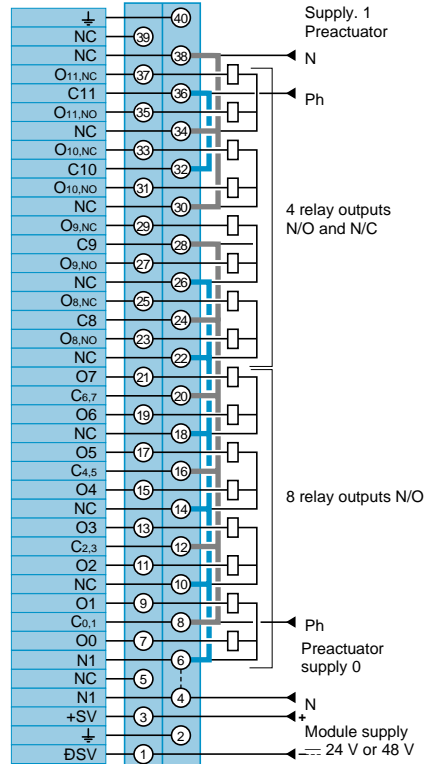 ⏚ 40 Supply. 1
Preactuator
NC 39
NC 38 N
O11,NC 37
C11 36 Ph
O11,NO 35
NC 34
O10,NC 33
C10 32
O10,NO 31
NC 30
4 relay outputs
N/O and N/C
O9,NC 29
C9 28
O9,NO 27
NC 26
O8,NC 25
C8 24
O8,NO 23
NC 22
O7 21
C6,7 20
O6 19
NC 18
O5 17
C4,5 16
O4 15
8 relay outputs N/O
NC 14
O3 13
C2,3 12
O2 11
NC 10
O1 9
C0,1 8 Ph
O0 7
Preactuator
supply 0
N1 6
NC 5
N1 4 N
+SV 3 +
⏚ 2
Module supply
⎓ 24 V or 48 V
ÐSV 1 –